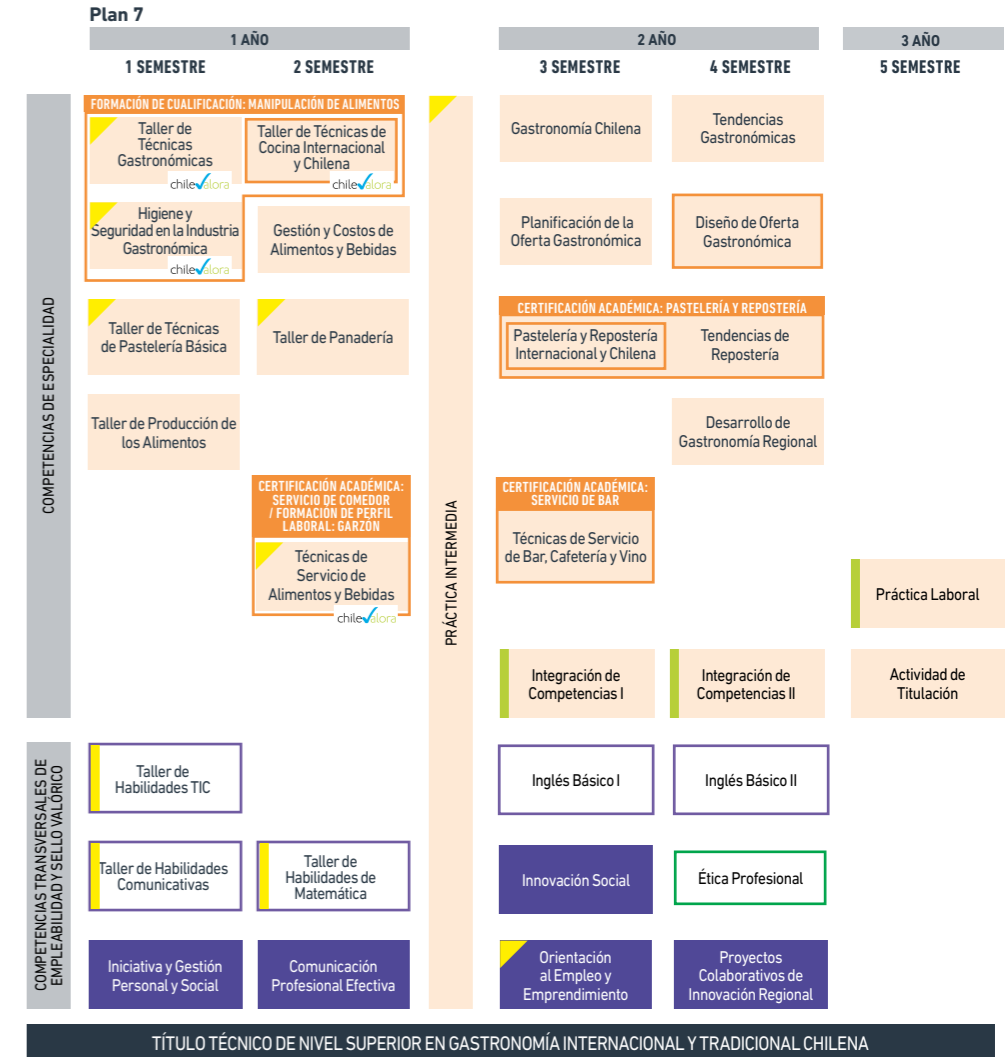 Plan 7
1 AÑO
2 AÑO
3 AÑO
1 SEMESTRE
2 SEMESTRE
3 SEMESTRE
4 SEMESTRE
5 SEMESTRE
COMPETENCIAS DE ESPECIALIDAD
FORMACIÓN DE CUALIFICACIÓN: MANIPULACIÓN DE ALIMENTOS
Taller de
Técnicas
Gastronómicas
chilevalora
Taller de Técnicas de
Cocina Internacional
y Chilena
chilevalora
Higiene y
Seguridad en la Industria
Gastronómica
chilevalora
Gestión y Costos de
Alimentos y Bebidas
Taller de Técnicas
de Pastelería Básica
Taller de Panadería
Taller de Producción de
los Alimentos
CERTIFICACIÓN ACADÉMICA:
SERVICIO DE COMEDOR
/ FORMACIÓN DE PERFIL
LABORAL: GARZÓN
Técnicas de
Servicio de
Alimentos y Bebidas
chilevalora
PRÁCTICA INTERMEDIA
Gastronomía Chilena
Tendencias
Gastronómicas
Planificación de la
Oferta Gastronómica
Diseño de Oferta
Gastronómica
CERTIFICACIÓN ACADÉMICA: PASTELERÍA Y REPOSTERÍA
Pastelería y Repostería
Internacional y Chilena
Tendencias de
Repostería
Desarrollo de
Gastronomía Regional
CERTIFICACIÓN ACADÉMICA:
SERVICIO DE BAR
Técnicas de Servicio
de Bar, Cafetería y Vino
Práctica Laboral
Integración de
Competencias I
Integración de
Competencias II
Actividad de
Titulación
COMPETENCIAS TRANSVERSALES DE
EMPLEABILIDAD Y SELLO VALÓRICO
Taller de
Habilidades TIC
Inglés Básico I
Inglés Básico II
Taller de Habilidades
Comunicativas
Taller de
Habilidades de
Matemática
Innovación Social
Ética Profesional
Iniciativa y Gestión
Personal y Social
Comunicación
Profesional Efectiva
Orientación
al Empleo y
Emprendimiento
Proyectos
Colaborativos de
Innovación Regional
TÍTULO TÉCNICO DE NIVEL SUPERIOR EN GASTRONOMÍA INTERNACIONAL Y TRADICIONAL CHILENA